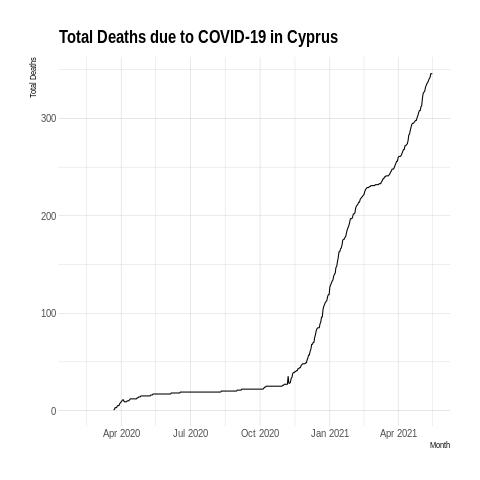 Total Deaths due to COVID-19 in Cyprus
Total Deaths
300
200
100
0
Apr 2020 Jul 2020 Oct 2020 Jan 2021 Apr 2021
Month